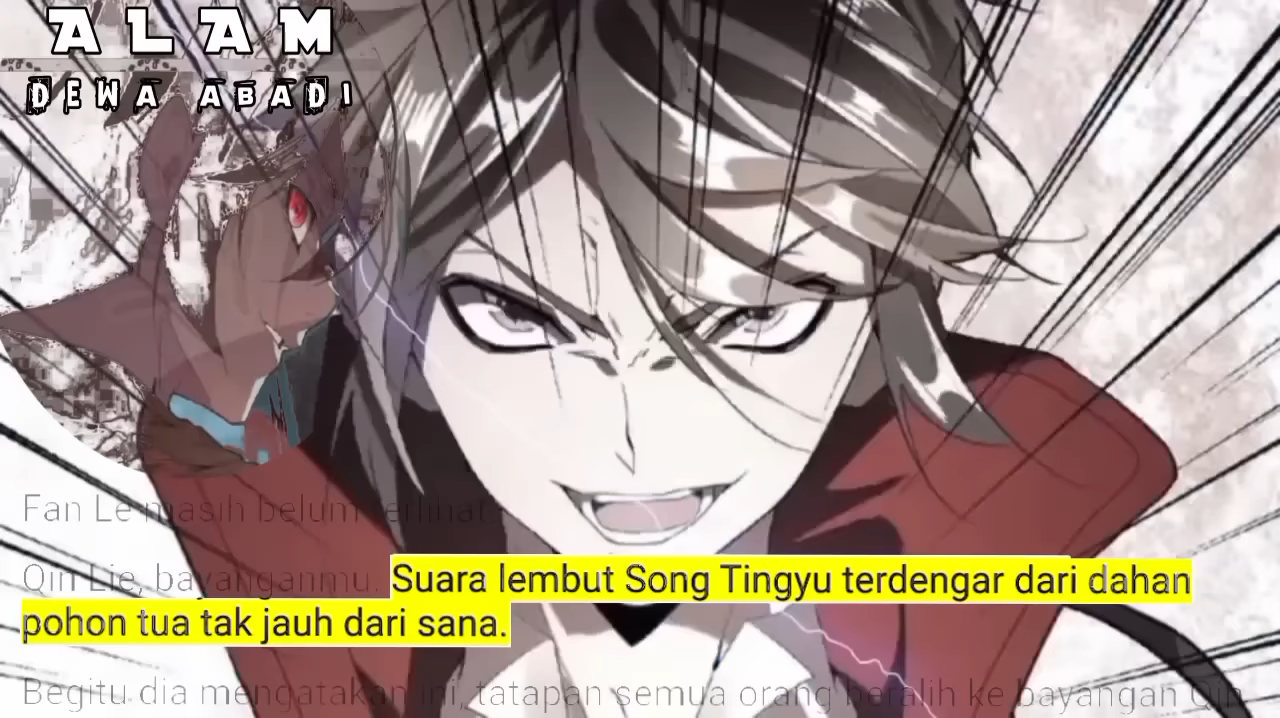 ALAM
DEWA ABADI
Fan Le masih belum terlihat.
Qin Lie, bayanganmu. Suara lembut Song Tingyu terdengar dari dahan
pohon tua tak jauh dari sana.
Begitu dia mengatakan ini, tatapan semua orang beralih ke bayangan Qin